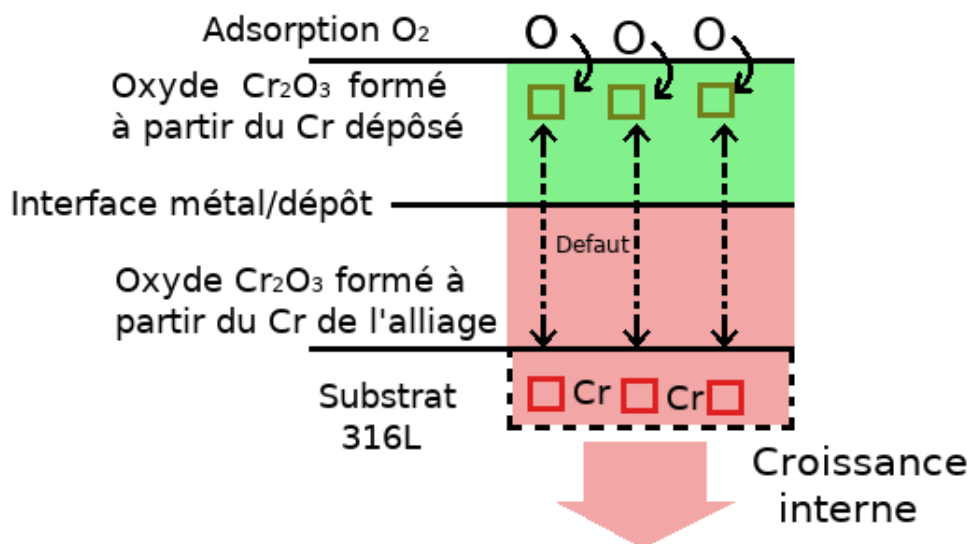 Adsorption O₂
O O O
Oxyde Cr₂O₃ formé
à partir du Cr dépôsé
Interface métal/dépôt
Defaut
Oxyde Cr₂O₃ formé à
partir du Cr de l'alliage
Cr Cr
Substrat
316L
Croissance
interne